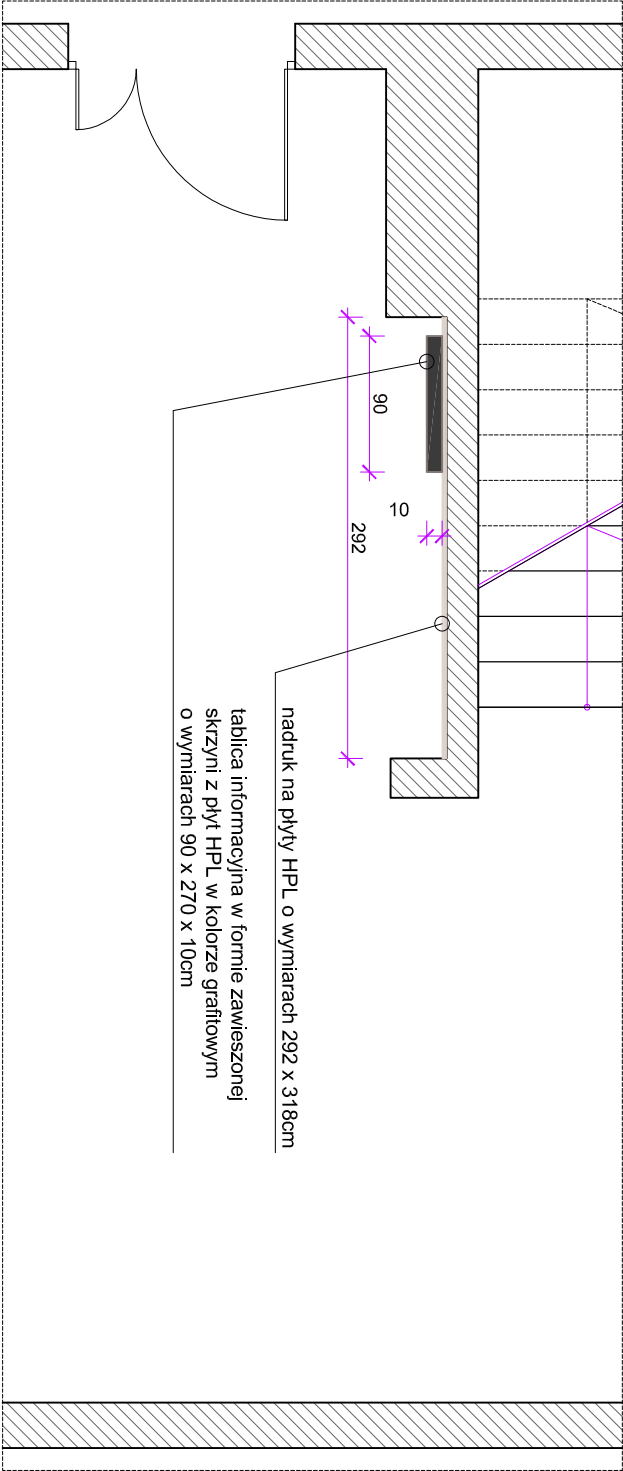 90
10
292
nadruk na płyty HPL o wymiarach 292 x 318cm
tablica informacyjna w formie zawieszonej
skrzyni z płyt HPL w kolorze grafitowym
o wymiarach 90 x 270 x 10cm